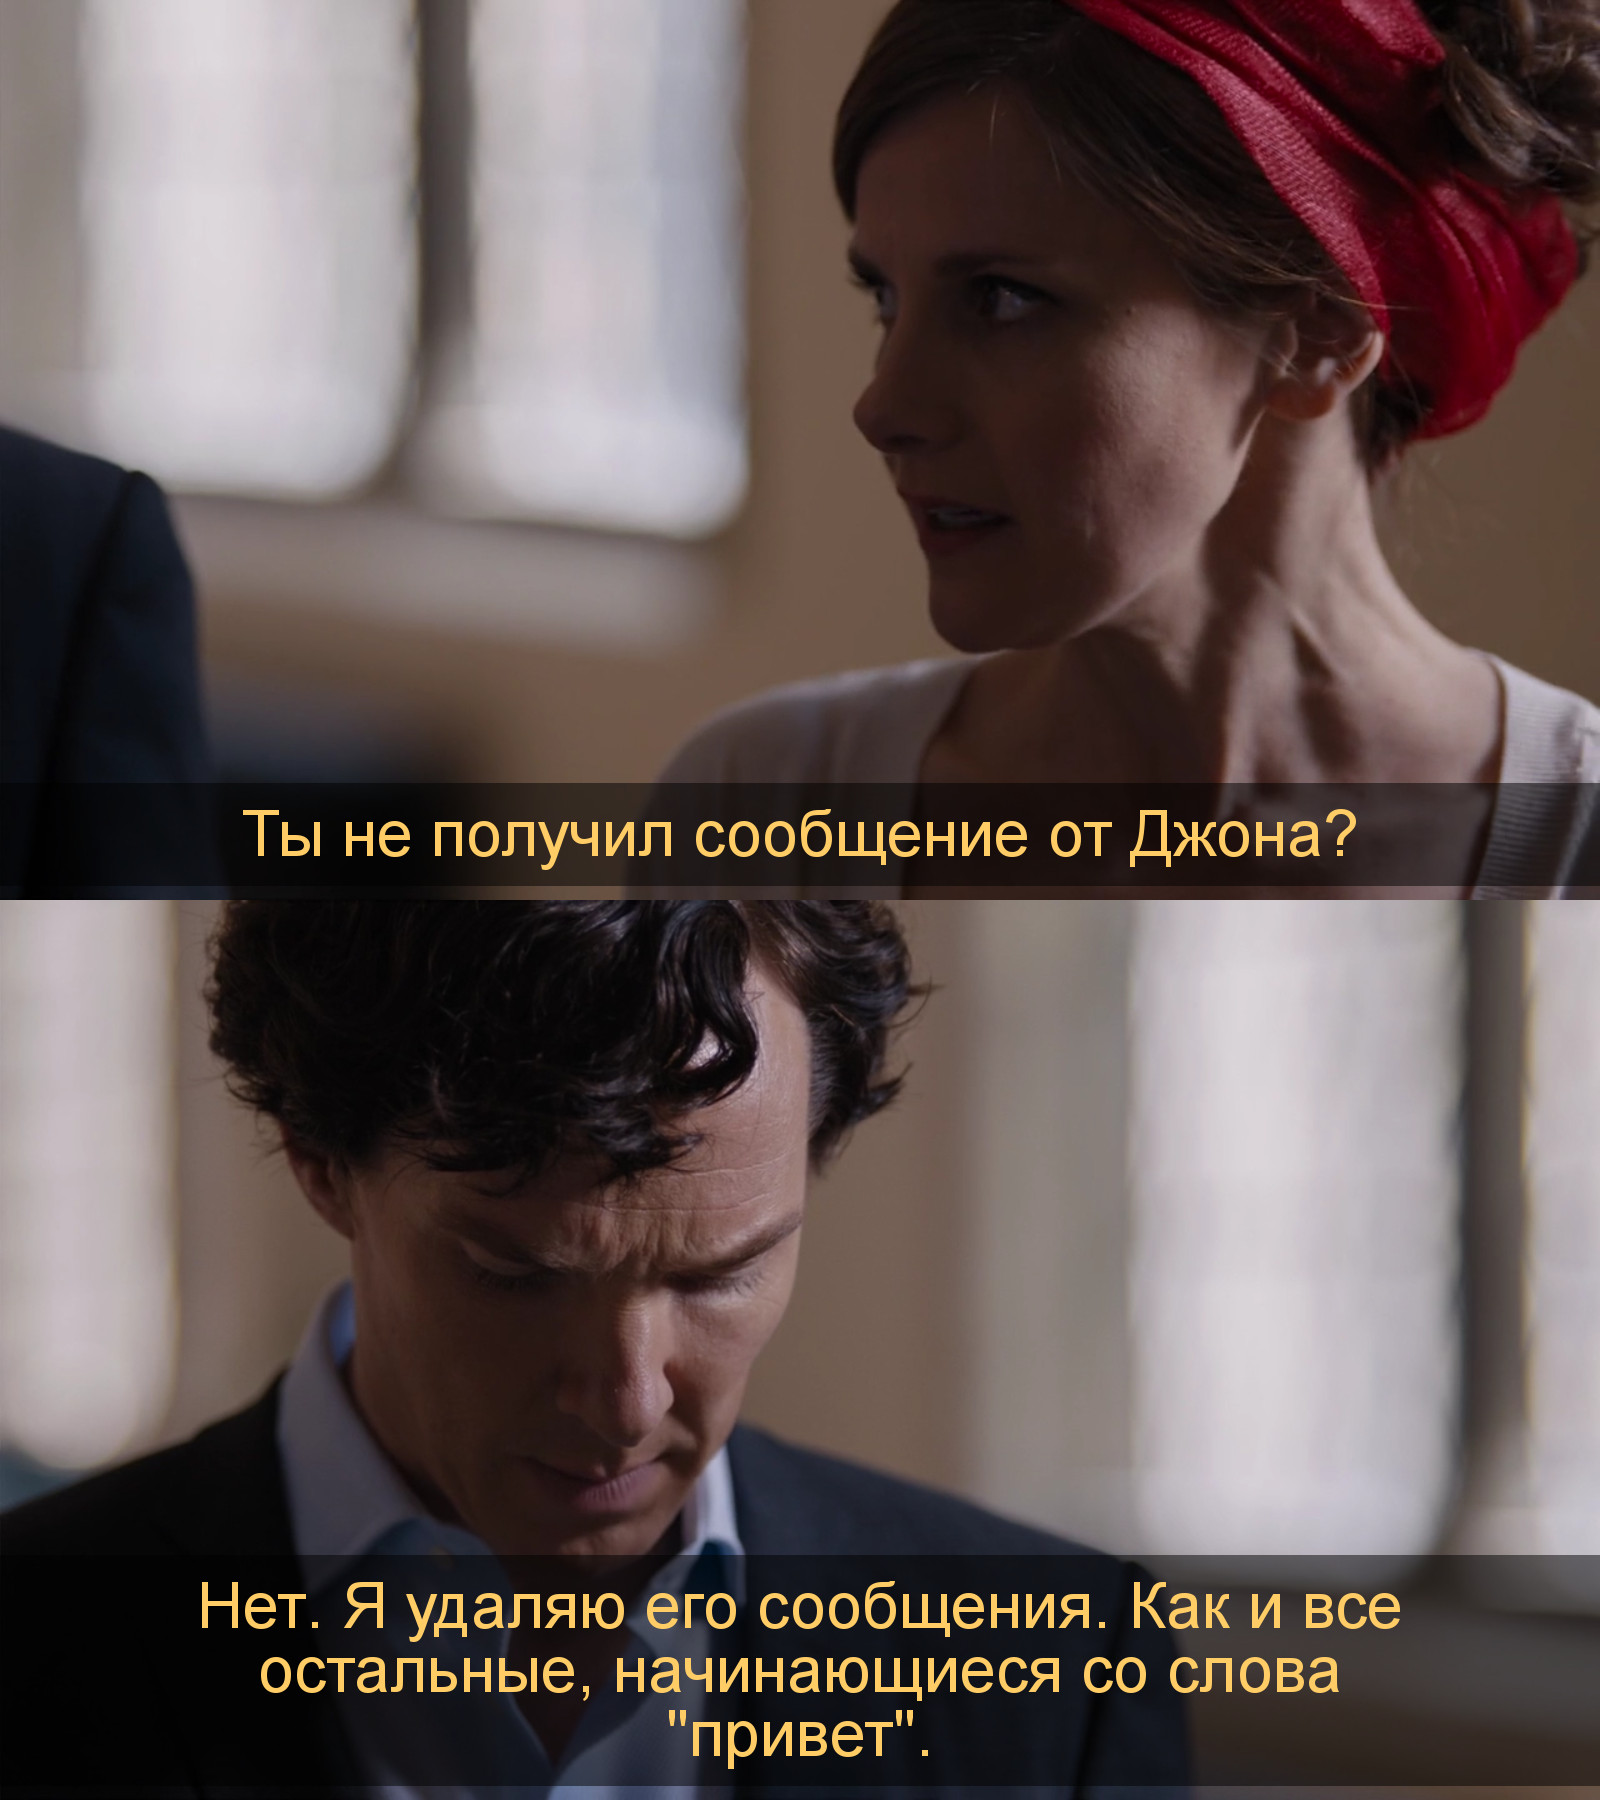 Ты не получил сообщение от Джона?
Нет. Я удаляю его сообщения. Как и все
остальные, начинающиеся со слова
"привет".